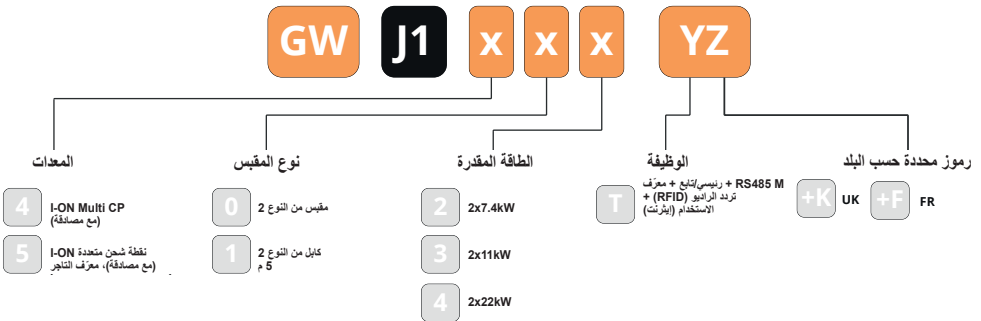 GW J1 x x x YZ
المعدات
نوع المقبس
الطاقة المقدرة
الوظيفة
رموز محددة حسب البلد
4
I-ON Multi CP
(مع مصادقة)
5
نقطة شحن متعددة I-ON
(مع مصادقة)، معرّف التاجر
0
مقبس من النوع 2
1
كابل من النوع 2
5 م
2
2x7.4kW
3
2x11kW
4
2x22kW
T
RS485 M + رئيسي/تابع + معرّف
تردد الراديو (RFID) +
الاستخدام (إيثرنت)
+K
UK
+F
FR